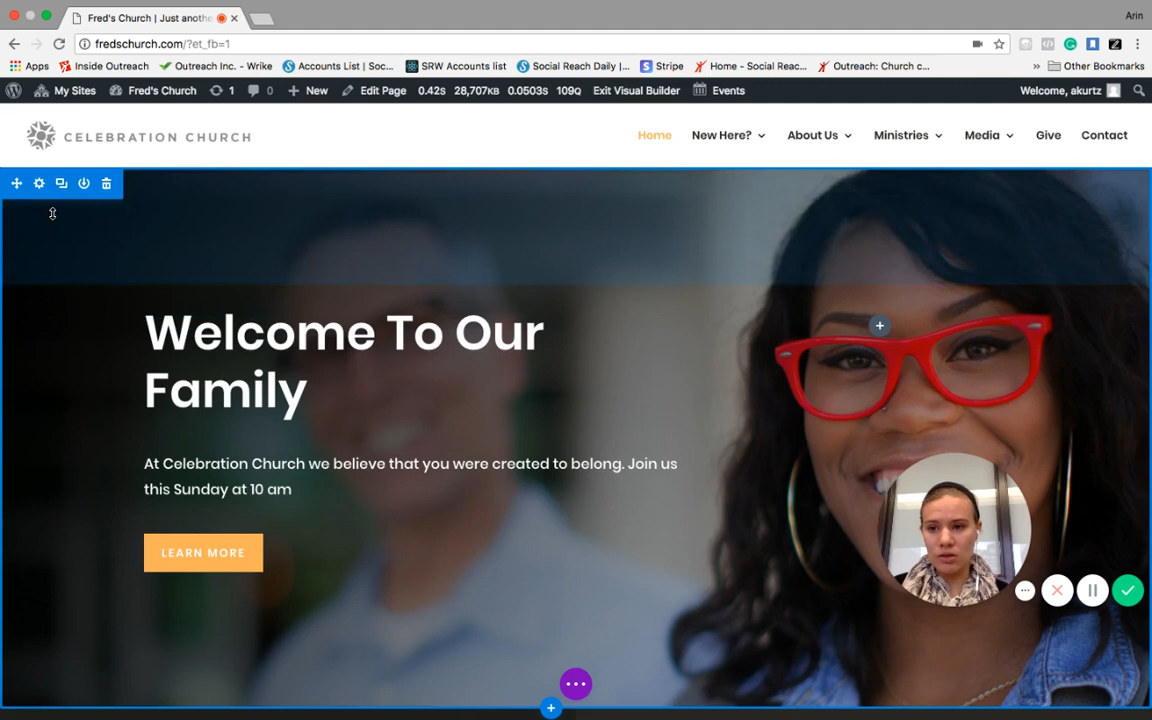 Fred's Church | Just anothe
Arin
fredschurch.com/?et_fb=1
Apps Inside Outreach Outreach Inc. - Wrike Accounts List | Soc... SRW Accounts list Social Reach Daily |... Stripe Home - Social Reac... Outreach: Church c... » Other Bookmarks
My Sites Fred's Church 1 0 New Edit Page 0.42s 28,707KB 0.0503s 109Q Exit Visual Builder Events Welcome, akurtz
CELEBRATION CHURCH
Home New Here? About Us Ministries Media Give Contact
Welcome To Our
Family
At Celebration Church we believe that you were created to belong. Join us
this Sunday at 10 am
LEARN MORE